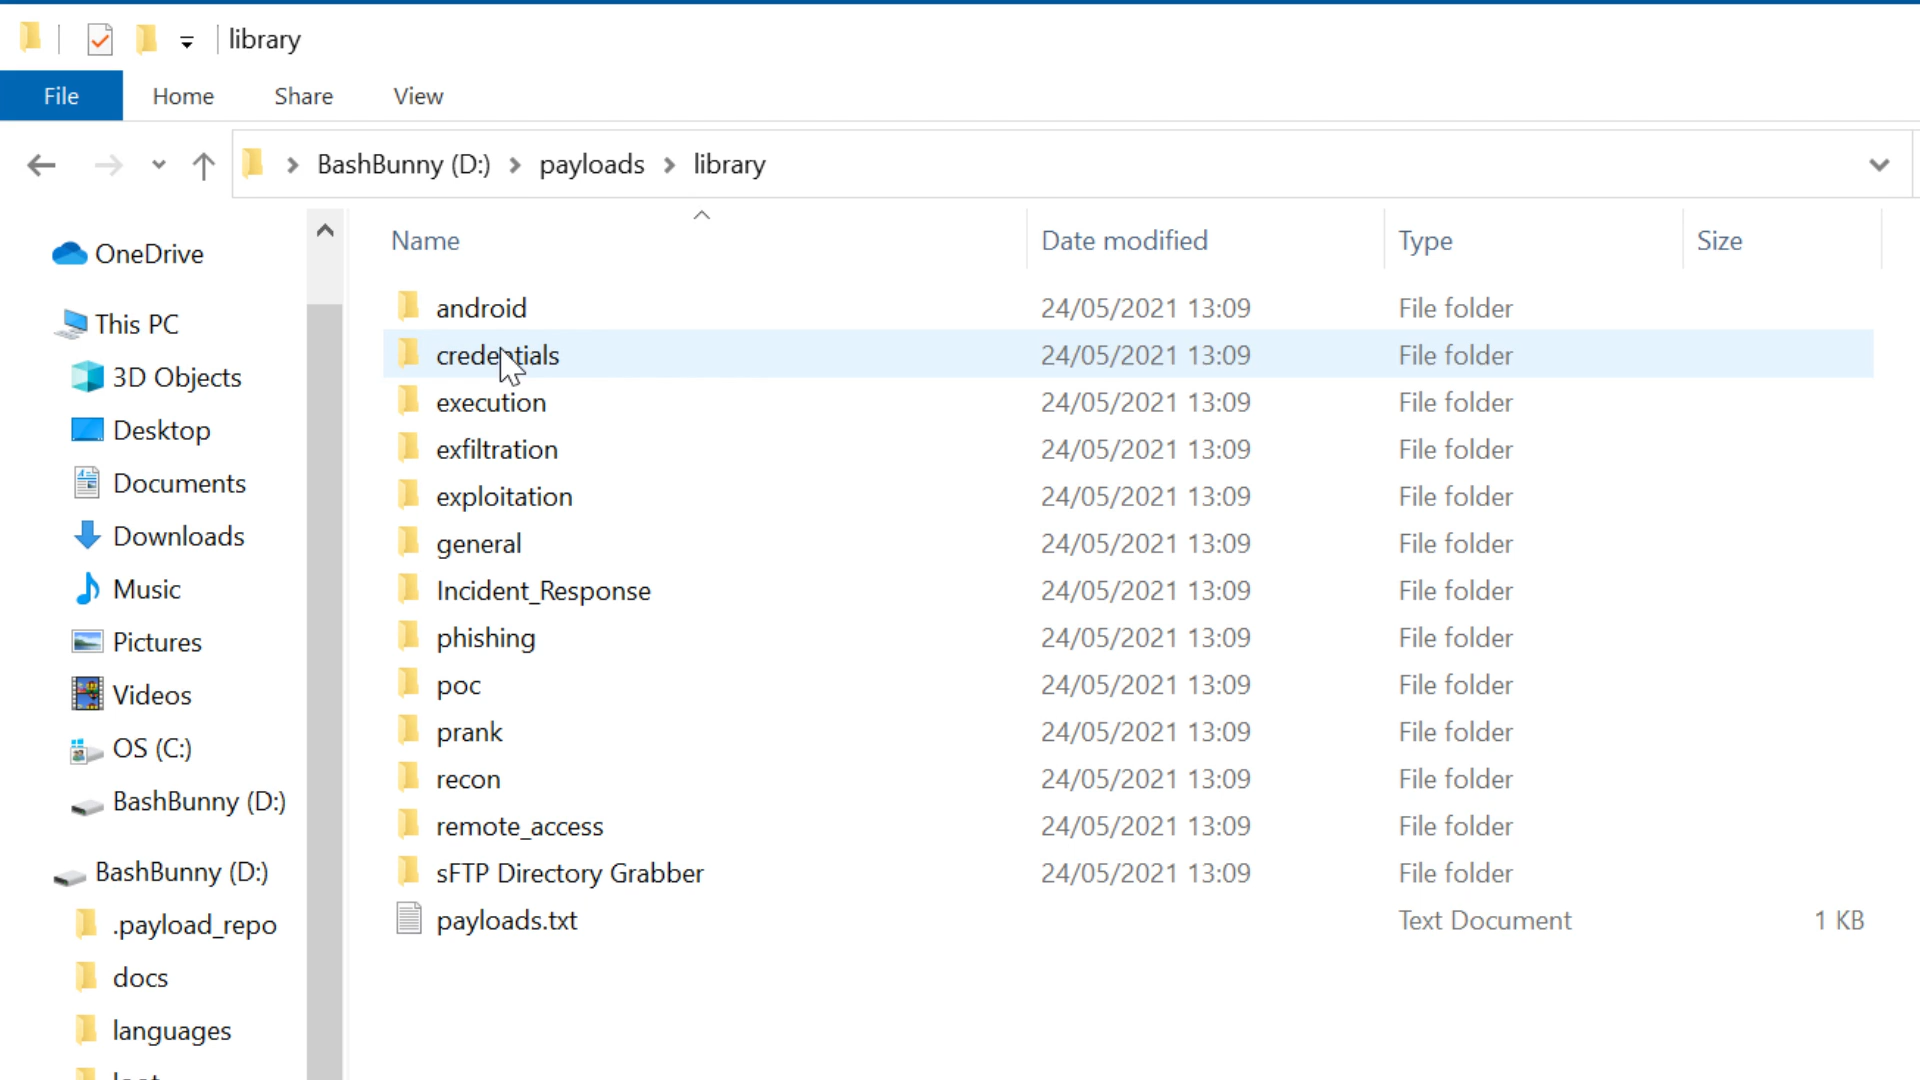 library
File Home Share View
BashBunny (D:) payloads library
Name Date modified Type Size
OneDrive
This PC
3D Objects
Desktop
Documents
Downloads
Music
Pictures
Videos
OS (C:)
BashBunny (D:)
BashBunny (D:)
.payload_repo
docs
languages
android 24/05/2021 13:09 File folder
credentials 24/05/2021 13:09 File folder
execution 24/05/2021 13:09 File folder
exfiltration 24/05/2021 13:09 File folder
exploitation 24/05/2021 13:09 File folder
general 24/05/2021 13:09 File folder
Incident_Response 24/05/2021 13:09 File folder
phishing 24/05/2021 13:09 File folder
poc 24/05/2021 13:09 File folder
prank 24/05/2021 13:09 File folder
recon 24/05/2021 13:09 File folder
remote_access 24/05/2021 13:09 File folder
sFTP Directory Grabber 24/05/2021 13:09 File folder
payloads.txt Text Document 1 KB